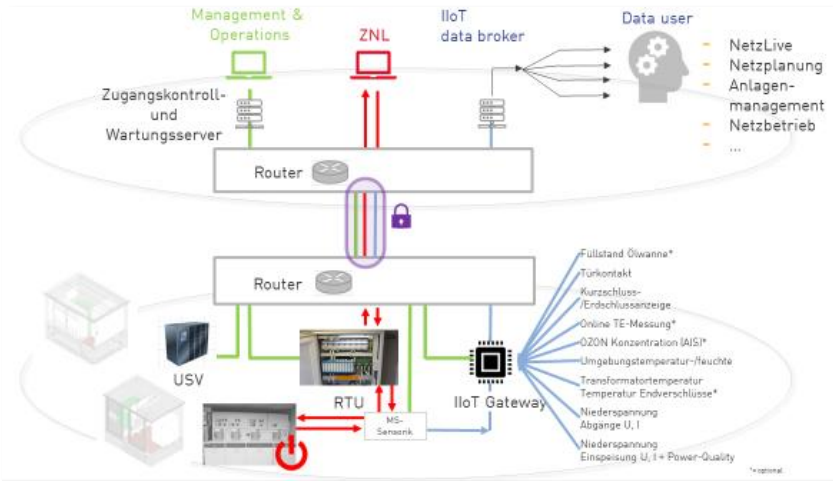 Management &
Operations
ZNL
IIoT
data broker
Data user
- NetzLive
- Netzplanung
- Anlagen-
management
- Netzbetrieb
- ...
Zugangskontroll-
und
Wartungsserver
Router
Router
Füllstand Ölwanne*
Türkontakt
Kurzschluss-
/Erdschlussanzeige
Online TE-Messung*
OZON Konzentration (AIS)*
Umgebungstemperatur-/feuchte
Transformatortemperatur
Temperatur Endverschlüsse*
Niederspannung
Abgänge U, I
Niederspannung
Einspeisung U, I + Power-Quality
*= optional
USV
RTU
IIoT Gateway
MS-
Sensorik